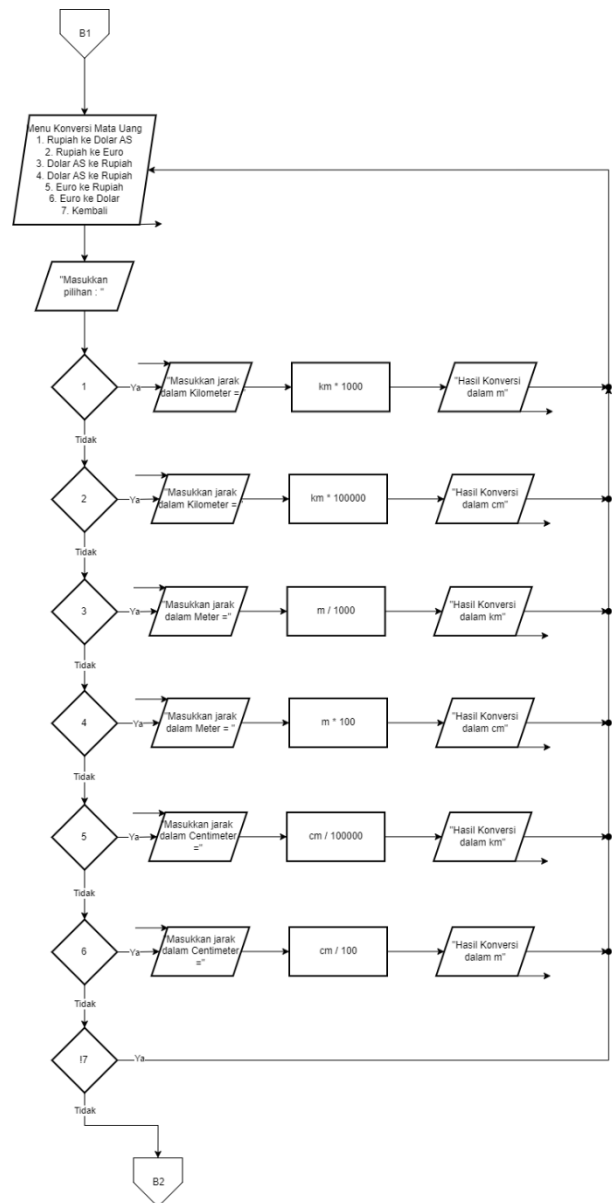 B1
Menu Konversi Mata Uang
1. Rupiah ke Dolar AS
2. Rupiah ke Euro
3. Dolar AS ke Rupiah
4. Dolar AS ke Rupiah
5. Euro ke Rupiah
6. Euro ke Dolar
7. Kembali
"Masukkan
pilihan : "
1
Ya
"Masukkan jarak
dalam Kilometer ="
km * 1000
"Hasil Konversi
dalam m"
Tidak
2
Ya
"Masukkan jarak
dalam Kilometer ="
km * 100000
"Hasil Konversi
dalam cm"
Tidak
3
Ya
"Masukkan jarak
dalam Meter ="
m / 1000
"Hasil Konversi
dalam km"
Tidak
4
Ya
"Masukkan jarak
dalam Meter = "
m * 100
"Hasil Konversi
dalam cm"
Tidak
5
Ya
"Masukkan jarak
dalam Centimeter
="
cm / 100000
"Hasil Konversi
dalam km"
Tidak
6
Ya
"Masukkan jarak
dalam Centimeter
="
cm / 100
"Hasil Konversi
dalam m"
Tidak
!7
Ya
Tidak
B2